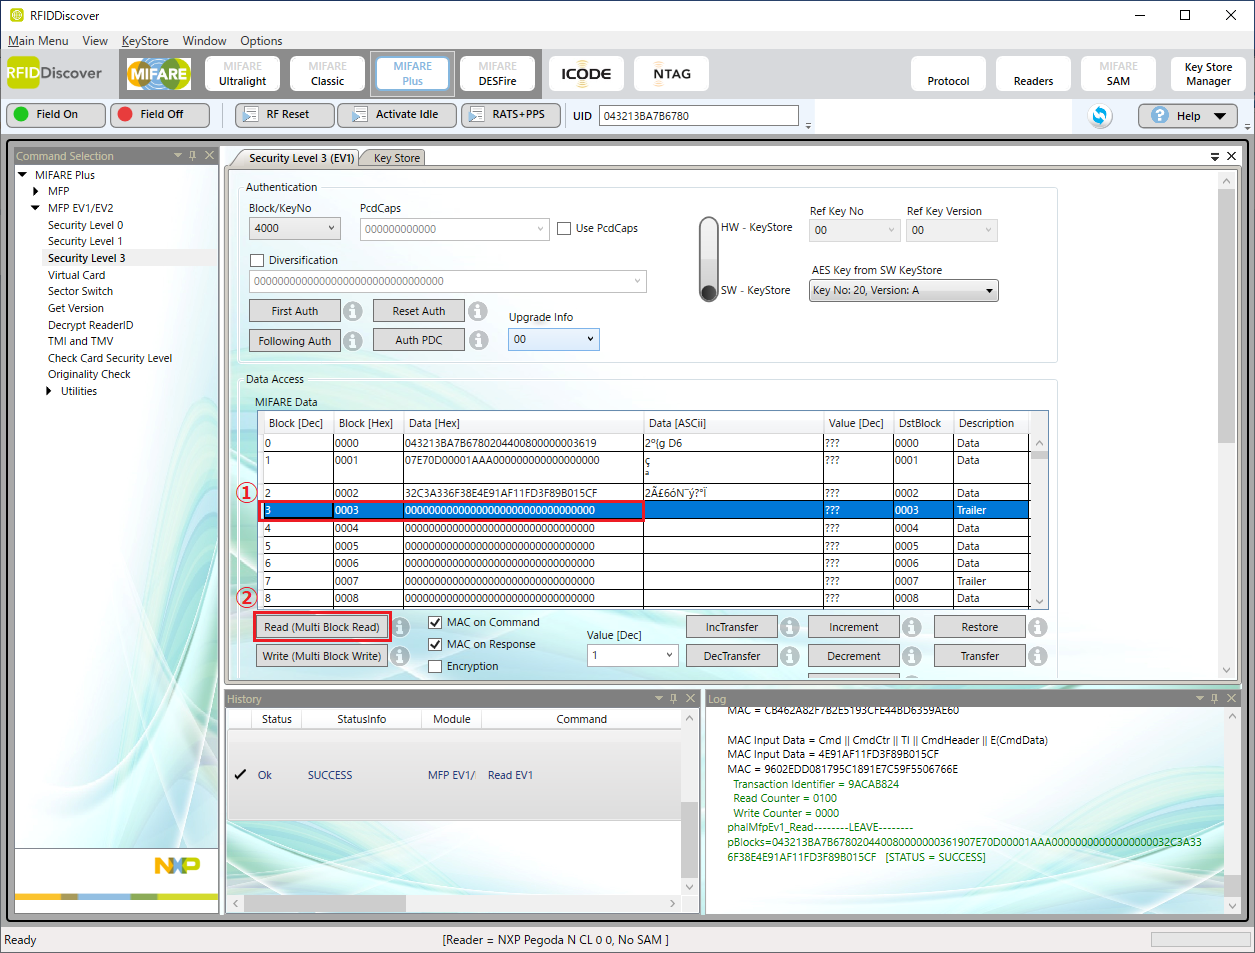 RFIDDiscover
Main Menu View KeyStore Window Options
RFIDDiscover
MIFARE
MIFARE Ultralight
MIFARE Classic
MIFARE Plus
MIFARE DESFire
ICODE
NTAG
Protocol
Readers
MIFARE SAM
Key Store Manager
Field On Field Off RF Reset Activate Idle RATS+PPS UID 043213BA7B6780 Help
Command Selection
MIFARE Plus
MFP
MFP EV1/EV2
Security Level 0
Security Level 1
Security Level 3
Virtual Card
Sector Switch
Get Version
Decrypt ReaderID
TMI and TMV
Check Card Security Level
Originality Check
Utilities
NXP
Security Level 3 (EV1) Key Store
Authentication
Block/KeyNo PcdCaps
4000 000000000000 Use PcdCaps
Diversification
00000000000000000000000000000000
First Auth Reset Auth
Following Auth Auth PDC
Upgrade Info
00
HW - KeyStore
SW - KeyStore
Ref Key No Ref Key Version
00 00
AES Key from SW KeyStore
Key No: 20, Version: A
Data Access
MIFARE Data
Block [Dec] Block [Hex] Data [Hex] Data [ASCii] Value [Dec] DstBlock Description
0 0000 043213BA7B6780204400800000003619 2º{g D6 ??? 0000 Data
1 0001 07E70D00001AAA000000000000000000 ç ª ??? 0001 Data
① 2 0002 32C3A336F38E4E91AF11FD3F89B015CF 2Ã£6óN¯ý?°Ï ??? 0002 Data
3 0003 00000000000000000000000000000000 ??? 0003 Trailer
4 0004 00000000000000000000000000000000 ??? 0004 Data
5 0005 00000000000000000000000000000000 ??? 0005 Data
6 0006 00000000000000000000000000000000 ??? 0006 Data
7 0007 00000000000000000000000000000000 ??? 0007 Trailer
② 8 0008 00000000000000000000000000000000 ??? 0008 Data
Read (Multi Block Read)
Write (Multi Block Write)
MAC on Command
MAC on Response
Encryption
Value [Dec]
1
IncTransfer Increment Restore
DecTransfer Decrement Transfer
History
Status StatusInfo Module Command
Ok SUCCESS MFP EV1/ Read EV1
Log
MAC = CB462A82F7B2E5193CFE44BD6359AE60
MAC Input Data = Cmd || CmdCtr || TI || CmdHeader || E(CmdData)
MAC Input Data = 4E91AF11FD3F89B015CF
MAC = 9602EDD081795C1891E7C59F5506766E
Transaction Identifier = 9ACAB824
Read Counter = 0100
Write Counter = 0000
phalMfpEv1_Read--------LEAVE--------
pBlocks=043213BA7B678020440080000000361907E70D00001AAA00000000000000000032C3A33
6F38E4E91AF11FD3F89B015CF [STATUS = SUCCESS]
Ready [Reader = NXP Pegoda N CL 0 0, No SAM ]